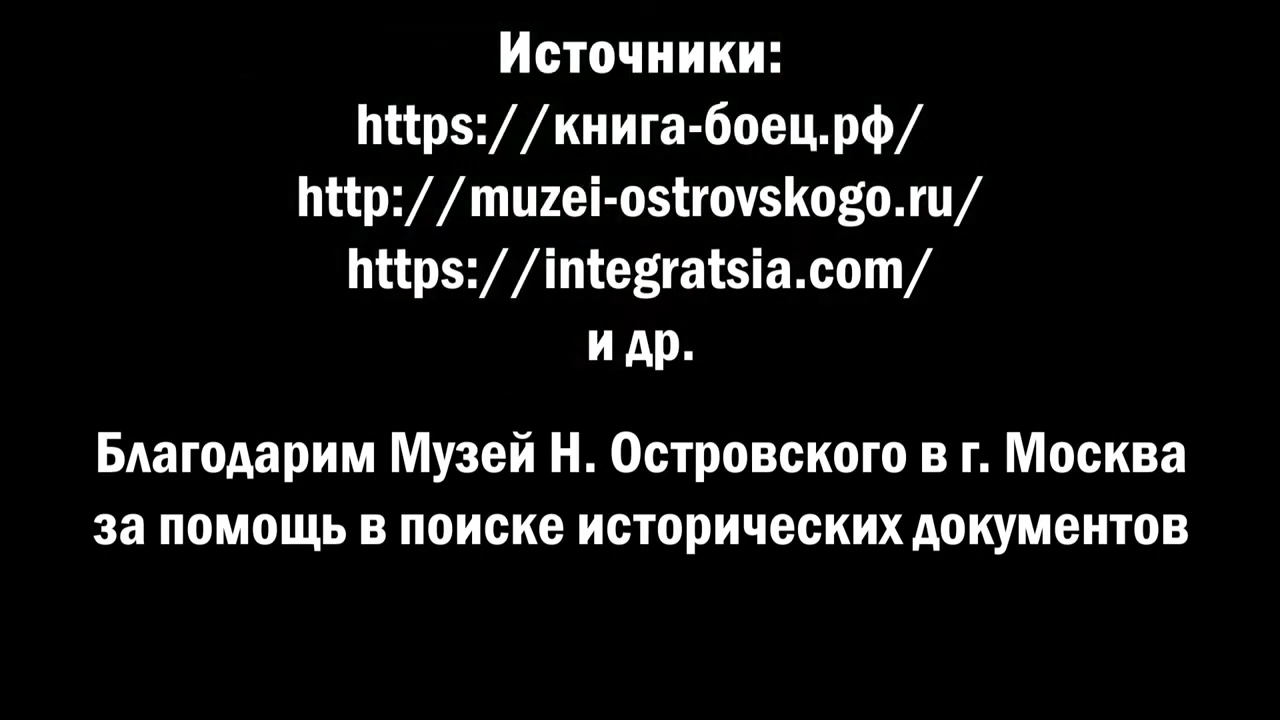 Источники:
https://книга-боец.рф/
http://muzei-ostrovskogo.ru/
https://integratsia.com/
и др.
Благодарим Музей Н. Островского в г. Москва
за помощь в поиске исторических документов